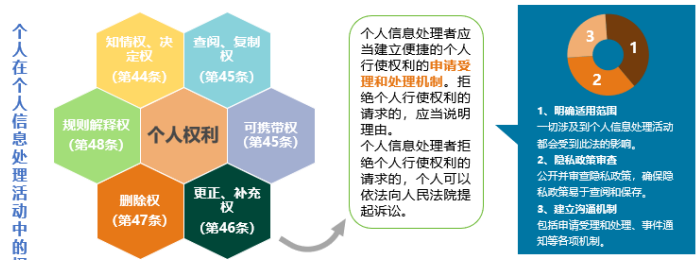 个人在个人信息处理活动中的
知情权、决
定权
(第44条)
查阅、复制
权
(第45条)
规则解释权
(第48条)
个人权利
可携带权
(第45条)
删除权
(第47条)
更正、补充
权
(第46条)
个人信息处理者应
当建立便捷的个人
行使权利的申请受
理和处理机制。拒
绝个人行使权利的
请求的，应当说明
理由。
个人信息处理者拒
绝个人行使权利的
请求的，个人可以
依法向人民法院提
起诉讼。
3
1
2
1、明确适用范围
一切涉及到个人信息处理活动
都会受到此法的影响。
2、隐私政策审查
公开并审查隐私政策，确保隐
私政策易于查阅和保存。
3、建立沟通机制
包括申请受理和处理、事件通
知等各项机制。